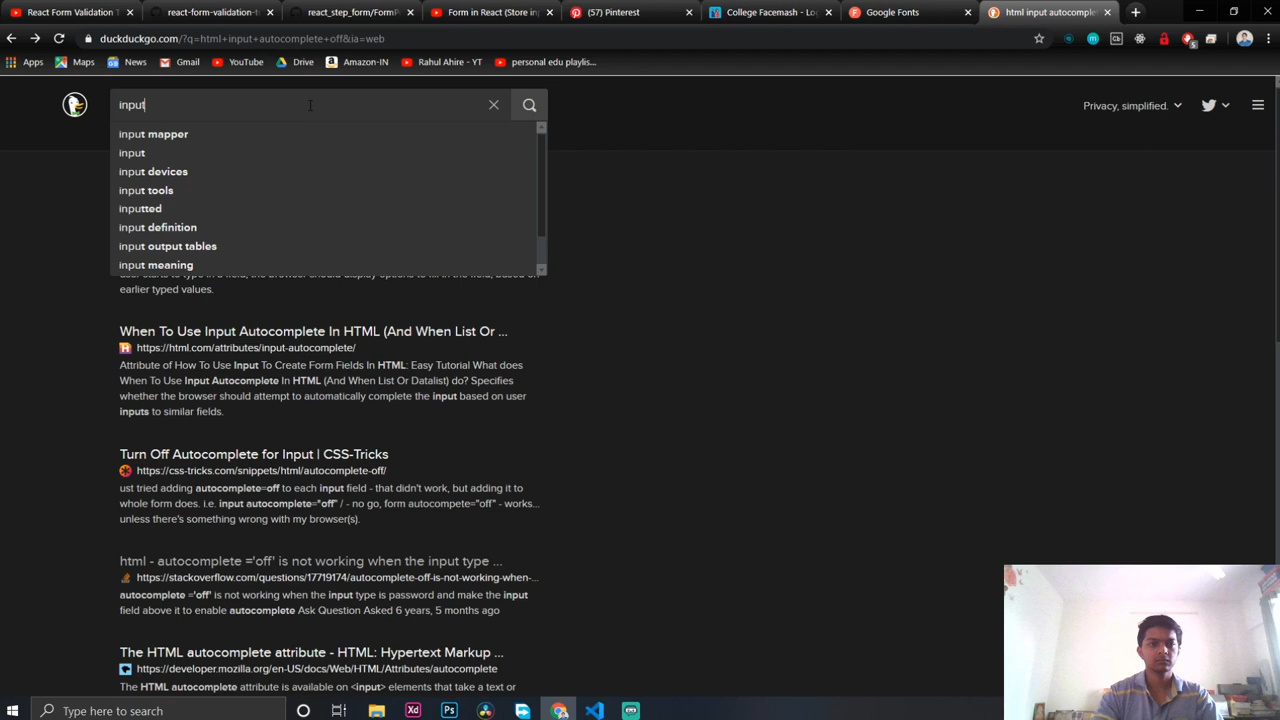 React Form Validation T
react-form-validation-t
react_step_form/FormP
Form in React (Store in
(57) Pinterest
College Facemash - Lo
Google Fonts
html input autocomple
duckduckgo.com/?q=html+input+autocomplete+off&ia=web
Apps
Maps
News
Gmail
YouTube
Drive
Amazon-IN
Rahul Ahire - YT
personal edu playlis...
input
Privacy, simplified.
input mapper
input
input devices
input tools
inputted
input definition
input output tables
input meaning
earlier typed values.
When To Use Input Autocomplete In HTML (And When List Or ...
https://html.com/attributes/input-autocomplete/
Attribute of How To Use Input To Create Form Fields In HTML: Easy Tutorial What does
When To Use Input Autocomplete In HTML (And When List Or Datalist) do? Specifies
whether the browser should attempt to automatically complete the input based on user
inputs to similar fields.
Turn Off Autocomplete for Input | CSS-Tricks
https://css-tricks.com/snippets/html/autocomplete-off/
ust tried adding autocomplete=off to each input field - that didn't work, but adding it to
whole form does. i.e. input autocomplete="off" / - no go, form autocompete="off" - works...
unless there's something wrong with my browser(s).
html - autocomplete ='off' is not working when the input type ...
https://stackoverflow.com/questions/17719174/autocomplete-off-is-not-working-when-...
autocomplete ='off' is not working when the input type is password and make the input
field above it to enable autocomplete Ask Question Asked 6 years, 5 months ago
The HTML autocomplete attribute - HTML: Hypertext Markup ...
https://developer.mozilla.org/en-US/docs/Web/HTML/Attributes/autocomplete
The HTML autocomplete attribute is available on <input> elements that take a text or
Type here to search